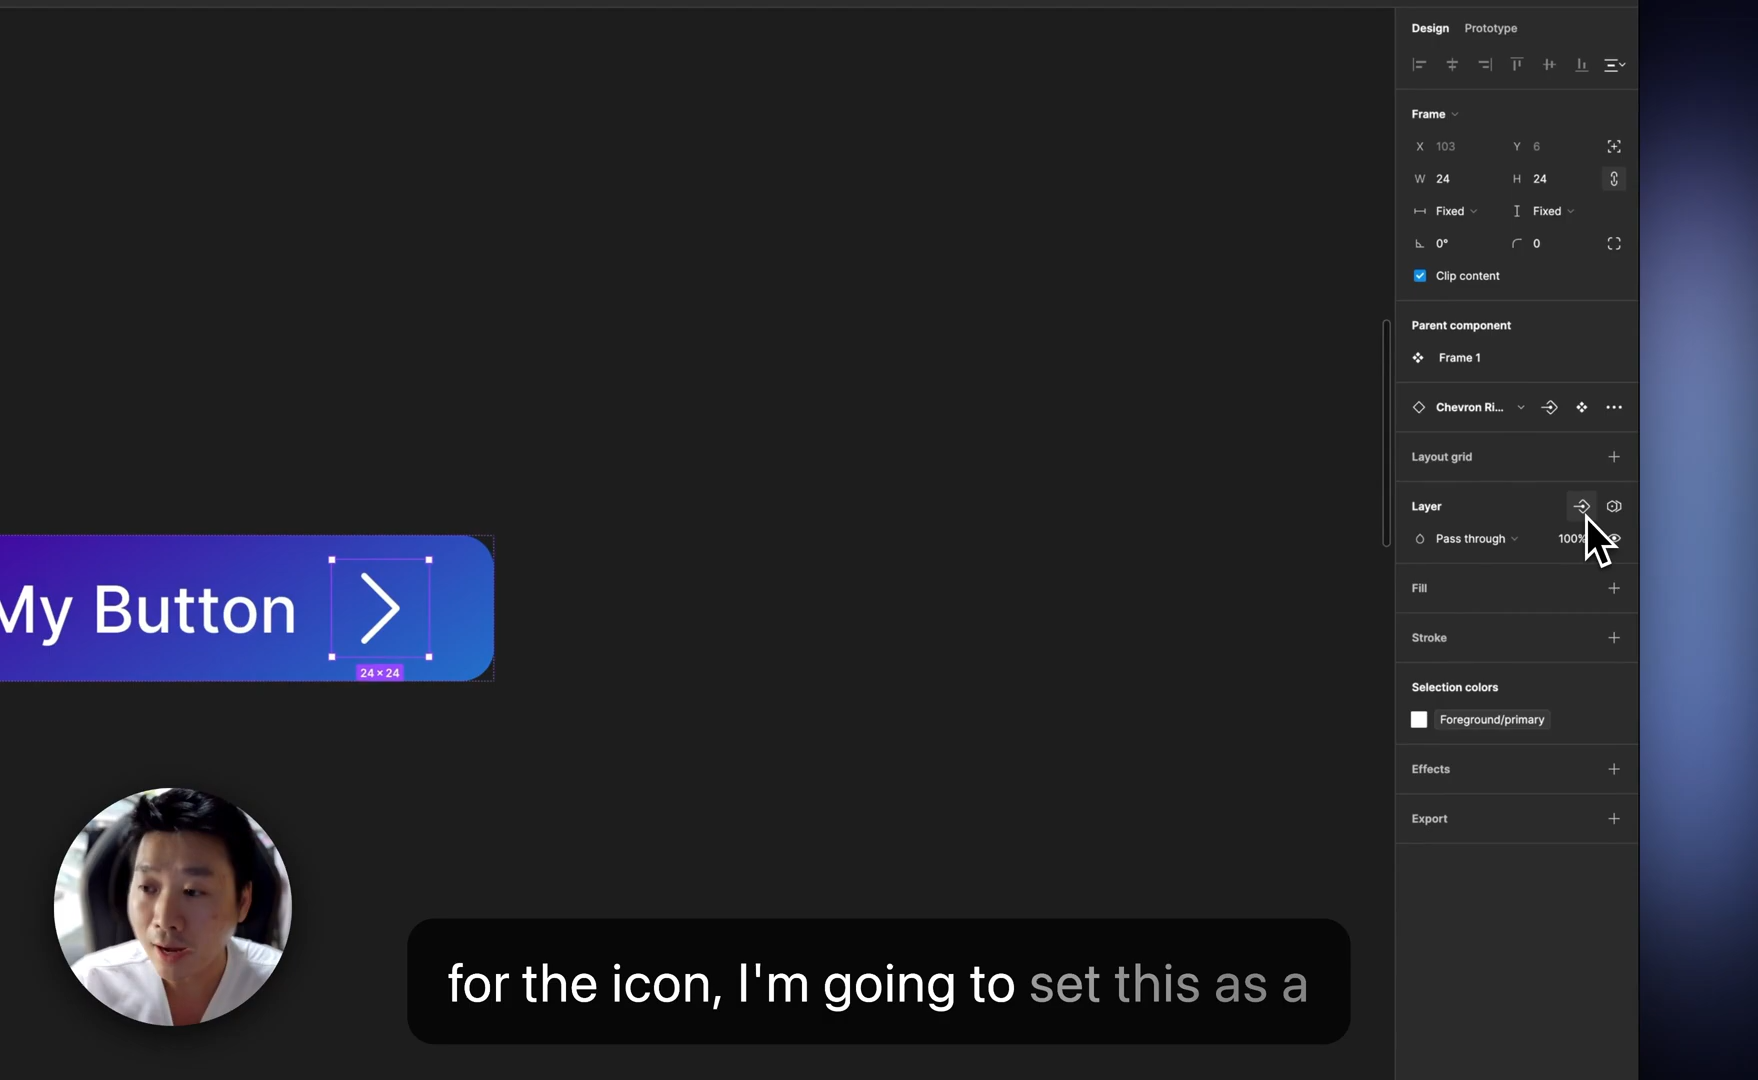 Design Prototype
Frame
X 103 Y 6
W 24 H 24
Fixed Fixed
0° 0
Clip content
Parent component
Frame 1
Chevron Ri...
Layout grid
Layer
Pass through 100%
Fill
Stroke
Selection colors
Foreground/primary
Effects
Export
My Button
24 × 24
for the icon, I'm going to set this as a